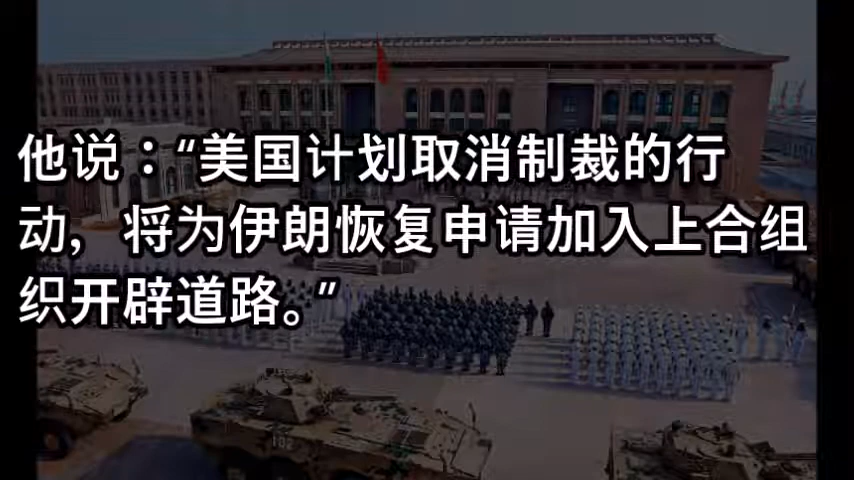 他说：“美国计划取消制裁的行
动，将为伊朗恢复申请加入上合组
织开辟道路。”
102